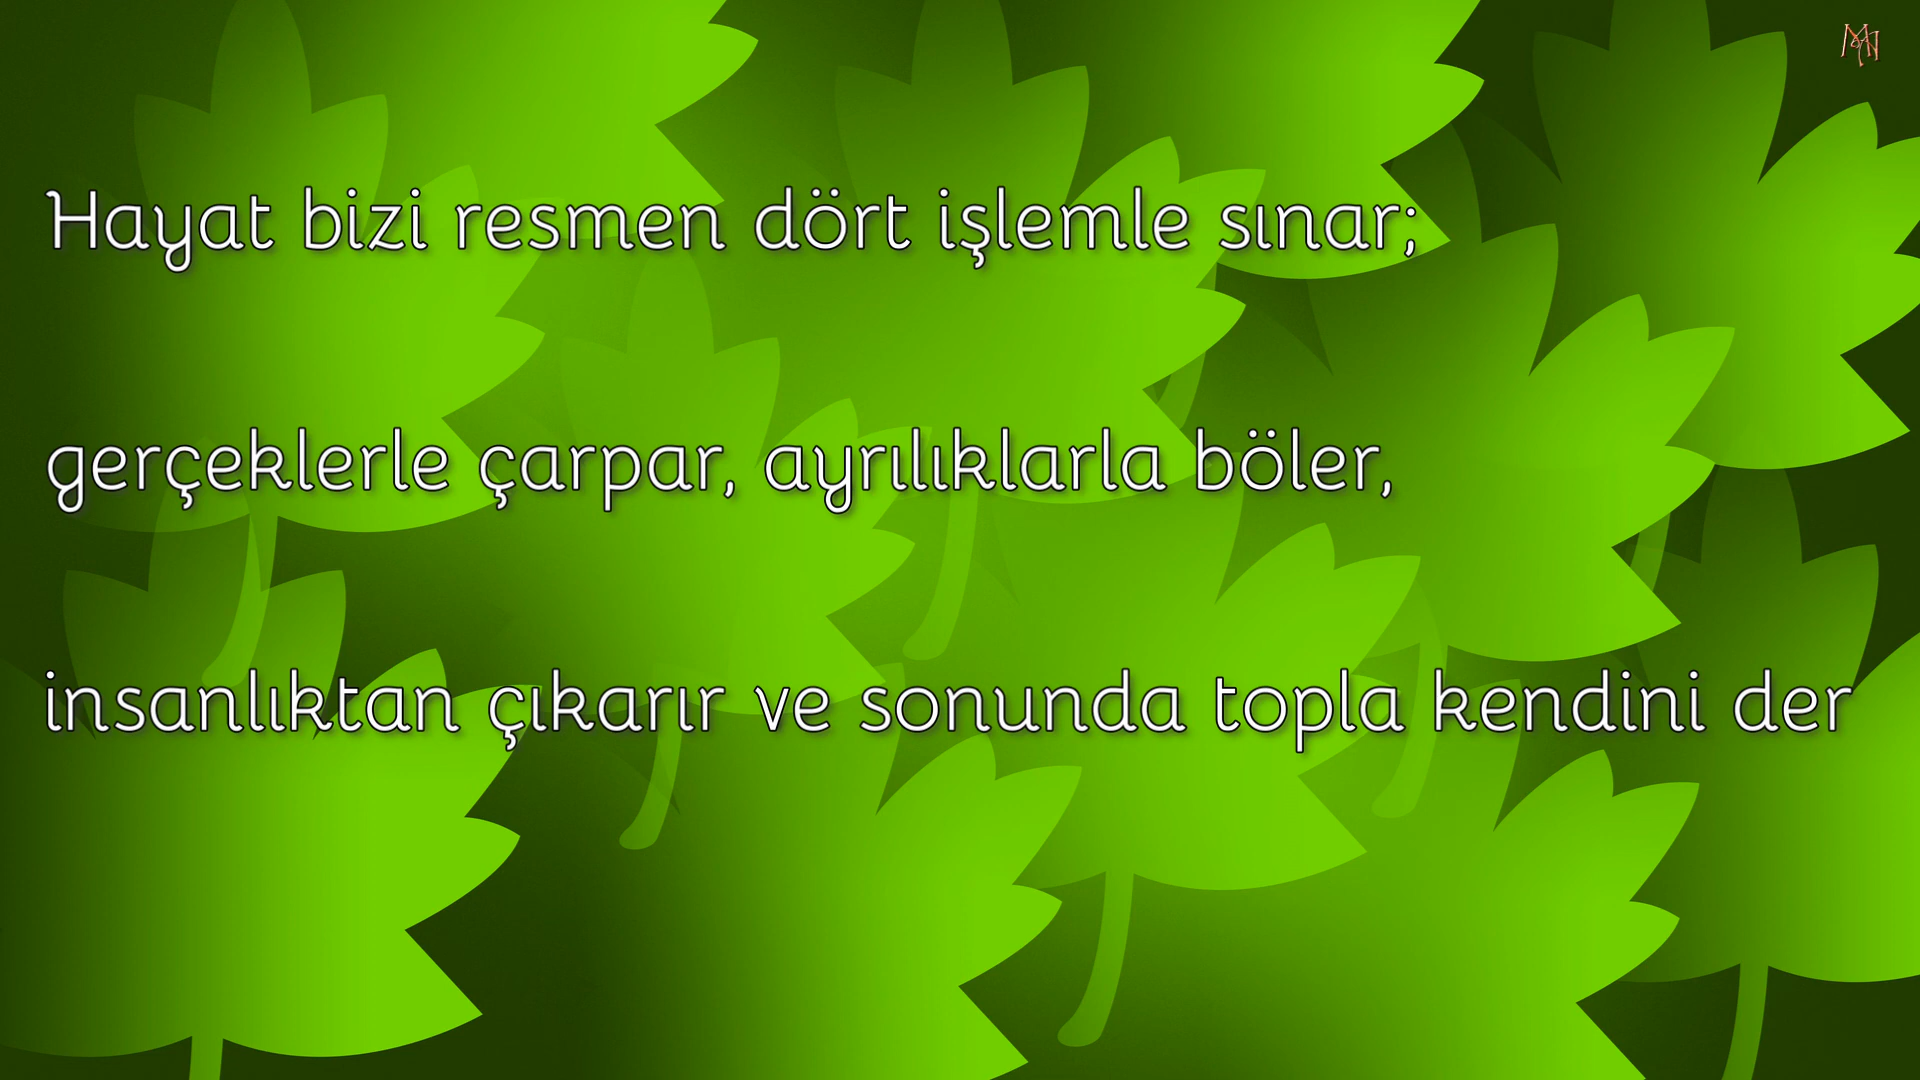 Hayat bizi resmen dört işlemle sınar;
gerçeklerle çarpar, ayrılıklarla böler,
insanlıktan çıkarır ve sonunda topla kendini der